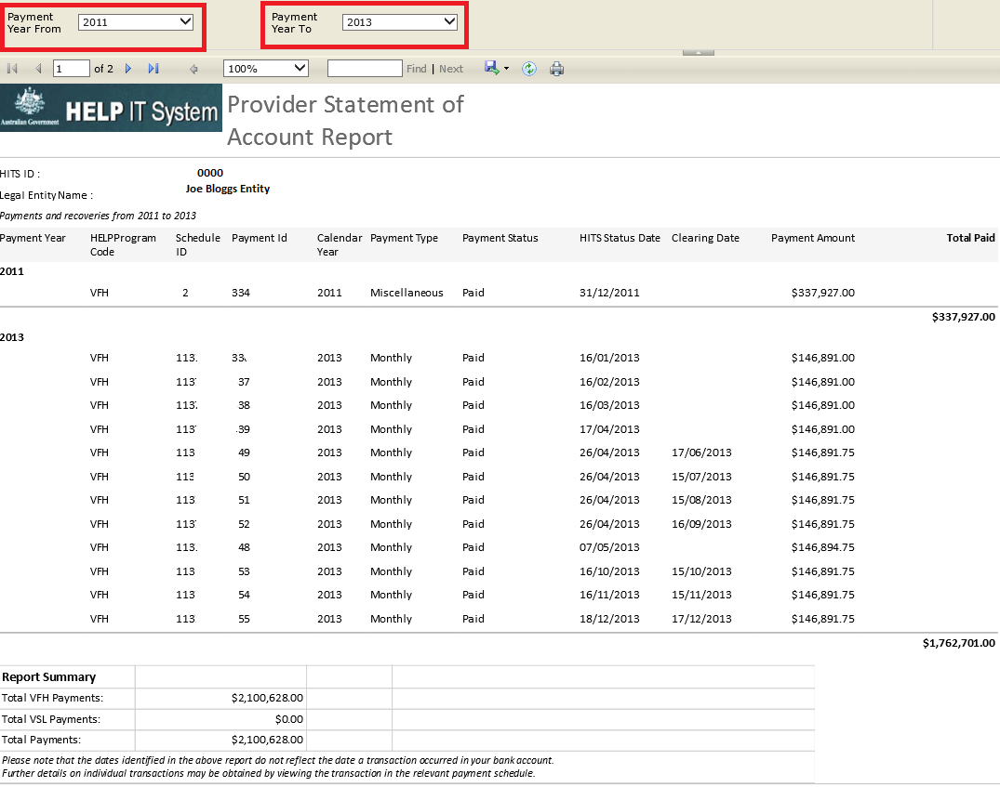 Payment Year From 2011 Payment Year To 2013
1 of 2 100% Find | Next
Australian Government HELP IT System
Provider Statement of
Account Report
HITS ID : 0000
Legal Entity Name : Joe Bloggs Entity
Payments and recoveries from 2011 to 2013
Payment Year HELPProgram Code Schedule ID Payment Id Calendar Year Payment Type Payment Status HITS Status Date Clearing Date Payment Amount Total Paid
2011
VFH 2 334 2011 Miscellaneous Paid 31/12/2011 $337,927.00
$337,927.00
2013
VFH 113 33 2013 Monthly Paid 16/01/2013 $146,891.00
VFH 113 37 2013 Monthly Paid 16/02/2013 $146,891.00
VFH 113 38 2013 Monthly Paid 16/03/2013 $146,891.00
VFH 113 39 2013 Monthly Paid 17/04/2013 $146,891.00
VFH 113 49 2013 Monthly Paid 26/04/2013 17/06/2013 $146,891.75
VFH 113 50 2013 Monthly Paid 26/04/2013 15/07/2013 $146,891.75
VFH 113 51 2013 Monthly Paid 26/04/2013 15/08/2013 $146,891.75
VFH 113 52 2013 Monthly Paid 26/04/2013 16/09/2013 $146,891.75
VFH 113 48 2013 Monthly Paid 07/05/2013 $146,894.75
VFH 113 53 2013 Monthly Paid 16/10/2013 15/10/2013 $146,891.75
VFH 113 54 2013 Monthly Paid 16/11/2013 15/11/2013 $146,891.75
VFH 113 55 2013 Monthly Paid 18/12/2013 17/12/2013 $146,891.75
$1,762,701.00
Report Summary
Total VFH Payments: $2,100,628.00
Total VSL Payments: $0.00
Total Payments: $2,100,628.00
Please note that the dates identified in the above report do not reflect the date a transaction occurred in your bank account.
Further details on individual transactions may be obtained by viewing the transaction in the relevant payment schedule.